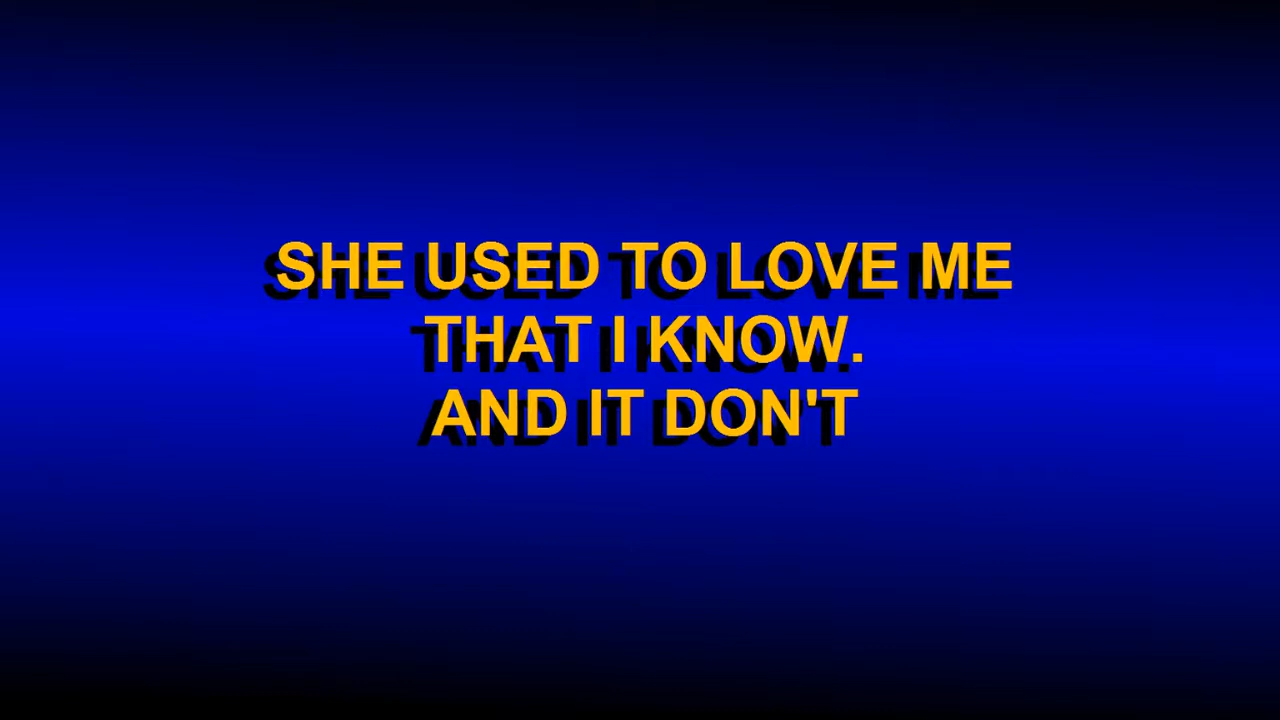 SHE USED TO LOVE ME
THAT I KNOW.
AND IT DON'T